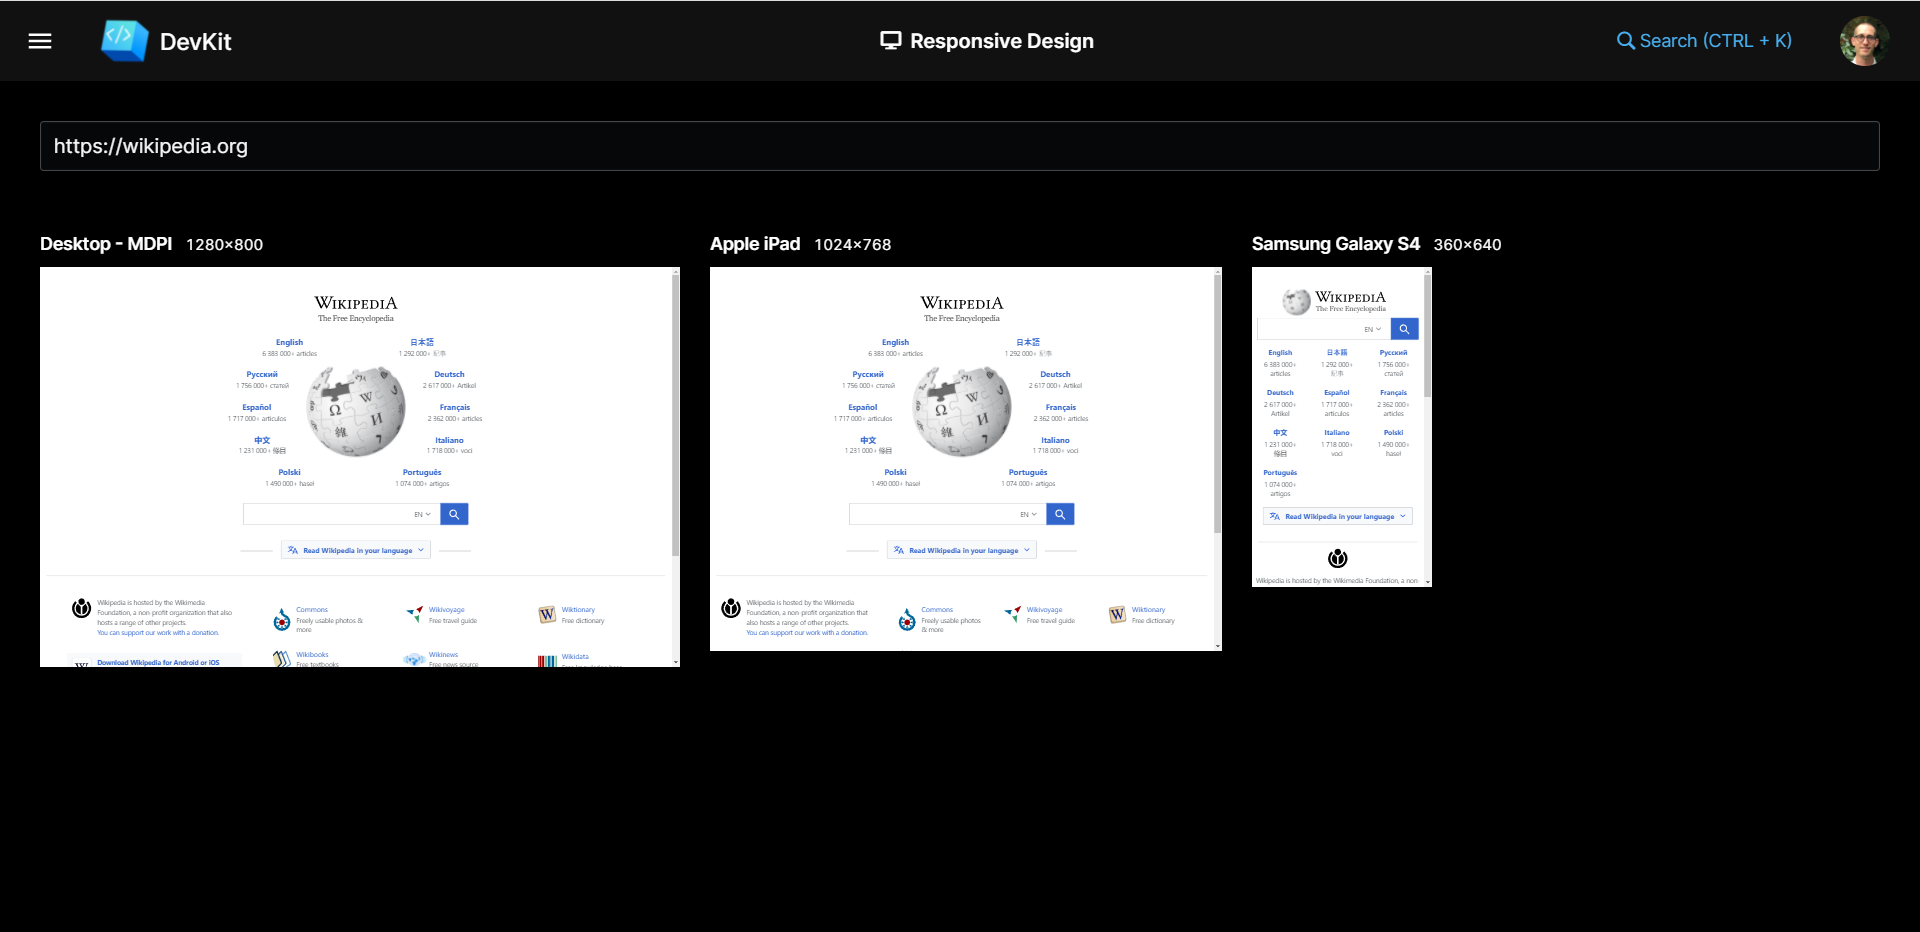 DevKit
Responsive Design
Search (CTRL + K)
https://wikipedia.org
Desktop - MDPI 1280×800
WIKIPEDIA
The Free Encyclopedia
English
6 383 000+ articles
日本語
1 292 000+ 記事
Русский
1 756 000+ статей
Deutsch
2 617 000+ Artikel
Español
1 717 000+ artículos
Français
2 362 000+ articles
中文
1 231 000+ 條目
Italiano
1 718 000+ voci
Polski
1 490 000+ haseł
Português
1 074 000+ artigos
EN
Read Wikipedia in your language
Wikipedia is hosted by the Wikimedia
Foundation, a non-profit organization that also
hosts a range of other projects.
You can support our work with a donation.
Download Wikipedia for Android or iOS
Commons
Freely usable photos &
more
Wikivoyage
Free travel guide
Wiktionary
Free dictionary
Wikibooks
Free textbooks
Wikinews
Free news source
Wikidata
Apple iPad 1024×768
WIKIPEDIA
The Free Encyclopedia
English
6 383 000+ articles
日本語
1 292 000+ 記事
Русский
1 756 000+ статей
Deutsch
2 617 000+ Artikel
Español
1 717 000+ artículos
Français
2 362 000+ articles
中文
1 231 000+ 條目
Italiano
1 718 000+ voci
Polski
1 490 000+ haseł
Português
1 074 000+ artigos
EN
Read Wikipedia in your language
Wikipedia is hosted by the Wikimedia
Foundation, a non-profit organization that
also hosts a range of other projects.
You can support our work with a donation.
Commons
Freely usable photos
& more
Wikivoyage
Free travel guide
Wiktionary
Free dictionary
Samsung Galaxy S4 360×640
WIKIPEDIA
The Free Encyclopedia
EN
English
6 383 000+
articles
日本語
1 292 000+
記事
Русский
1 756 000+
статей
Deutsch
2 617 000+
Artikel
Español
1 717 000+
artículos
Français
2 362 000+
articles
中文
1 231 000+
條目
Italiano
1 718 000+
voci
Polski
1 490 000+
haseł
Português
1 074 000+
artigos
Read Wikipedia in your language
Wikipedia is hosted by the Wikimedia Foundation, a non-